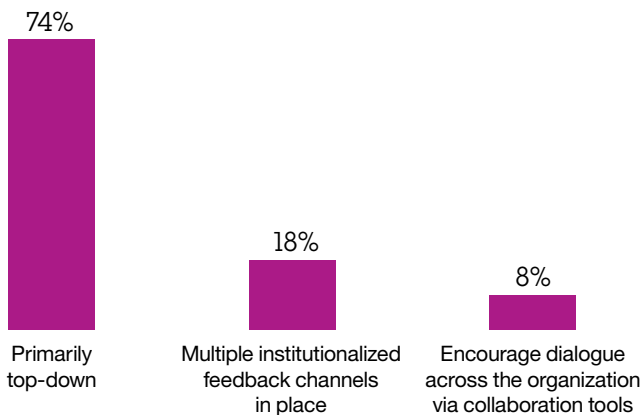 74%
18%
8%
Primarily
top-down
Multiple institutionalized
feedback channels
in place
Encourage dialogue
across the organization
via collaboration tools